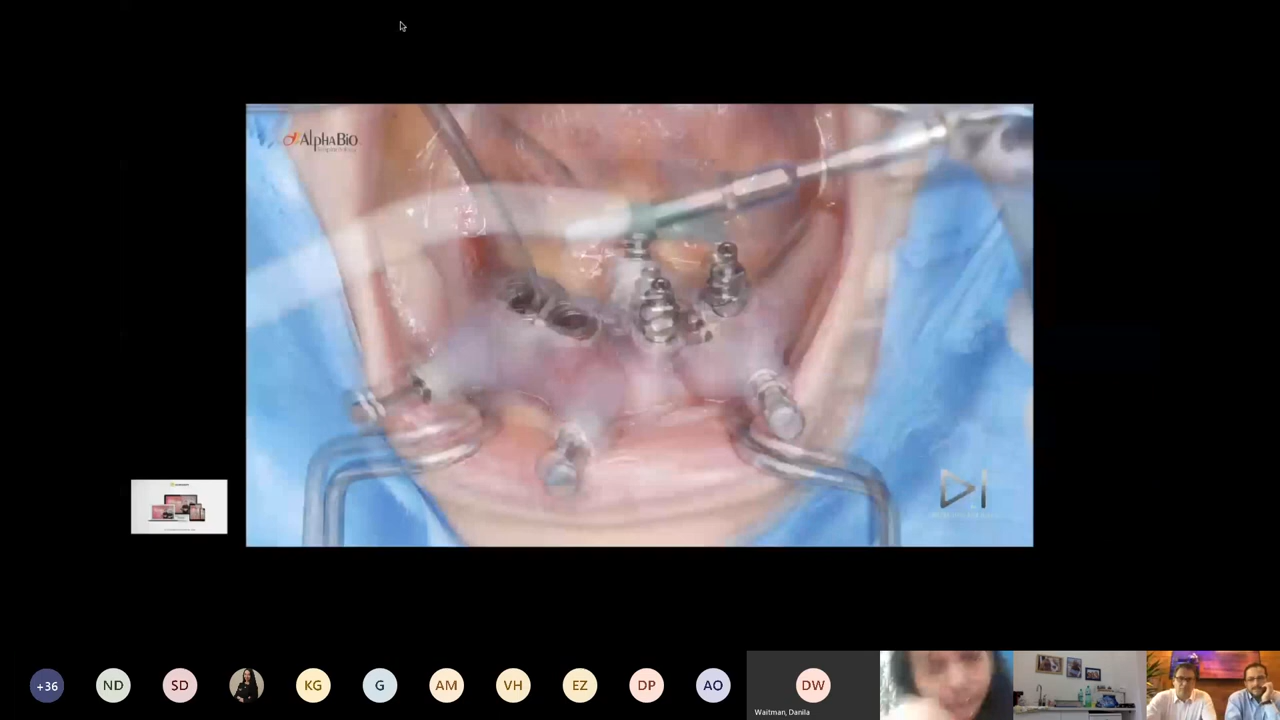 AlphaBio
+36
ND
SD
KG
G
AM
VH
EZ
DP
AO
DW
Waitman, Danila